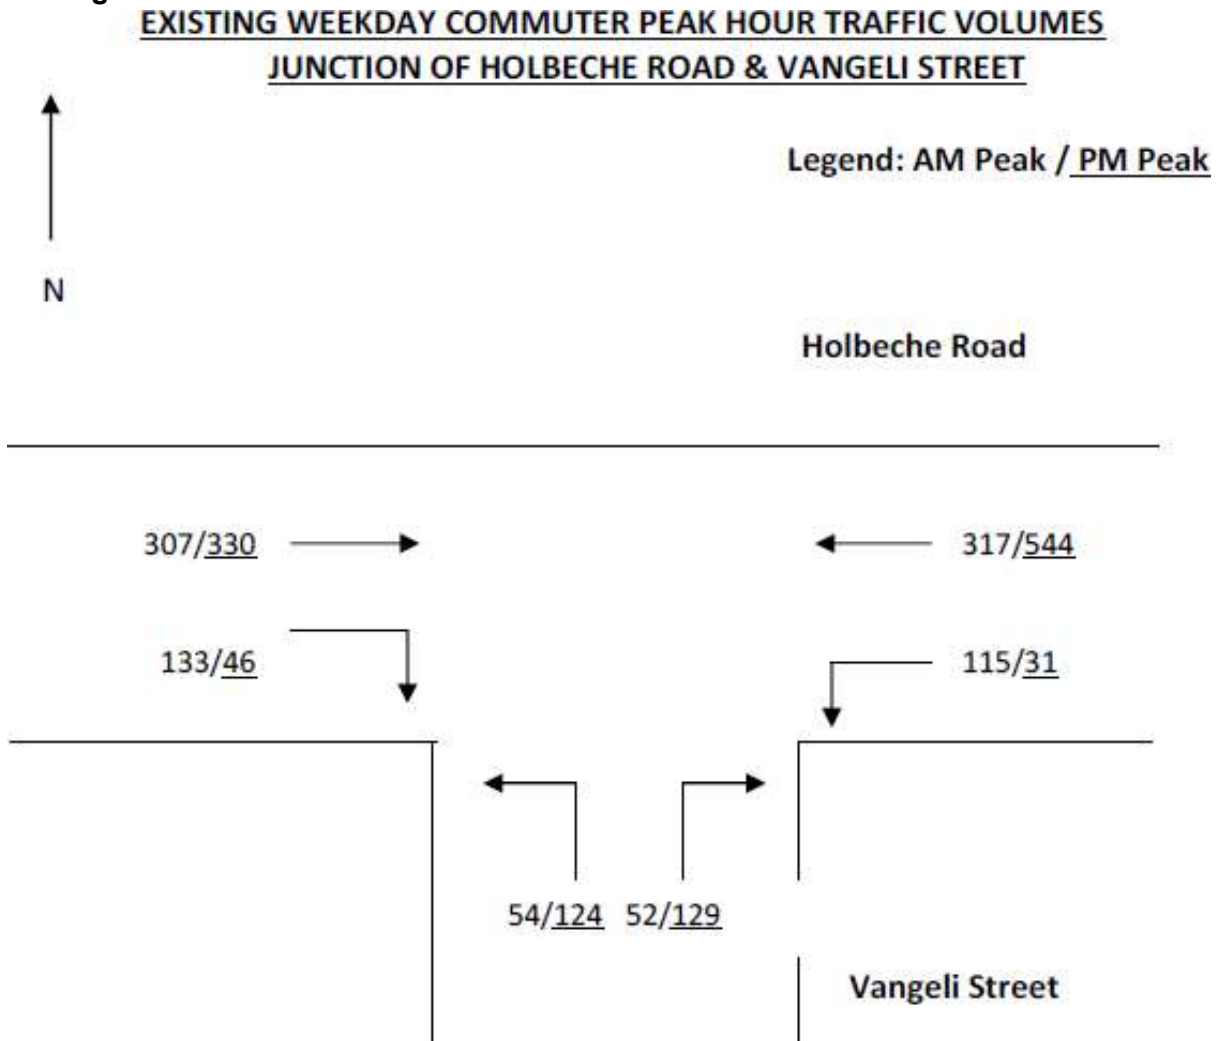 EXISTING WEEKDAY COMMUTER PEAK HOUR TRAFFIC VOLUMES
JUNCTION OF HOLBECHE ROAD & VANGELI STREET
Legend: AM Peak / PM Peak
N
Holbeche Road
307/330
317/544
133/46
115/31
54/124 52/129
Vangeli Street